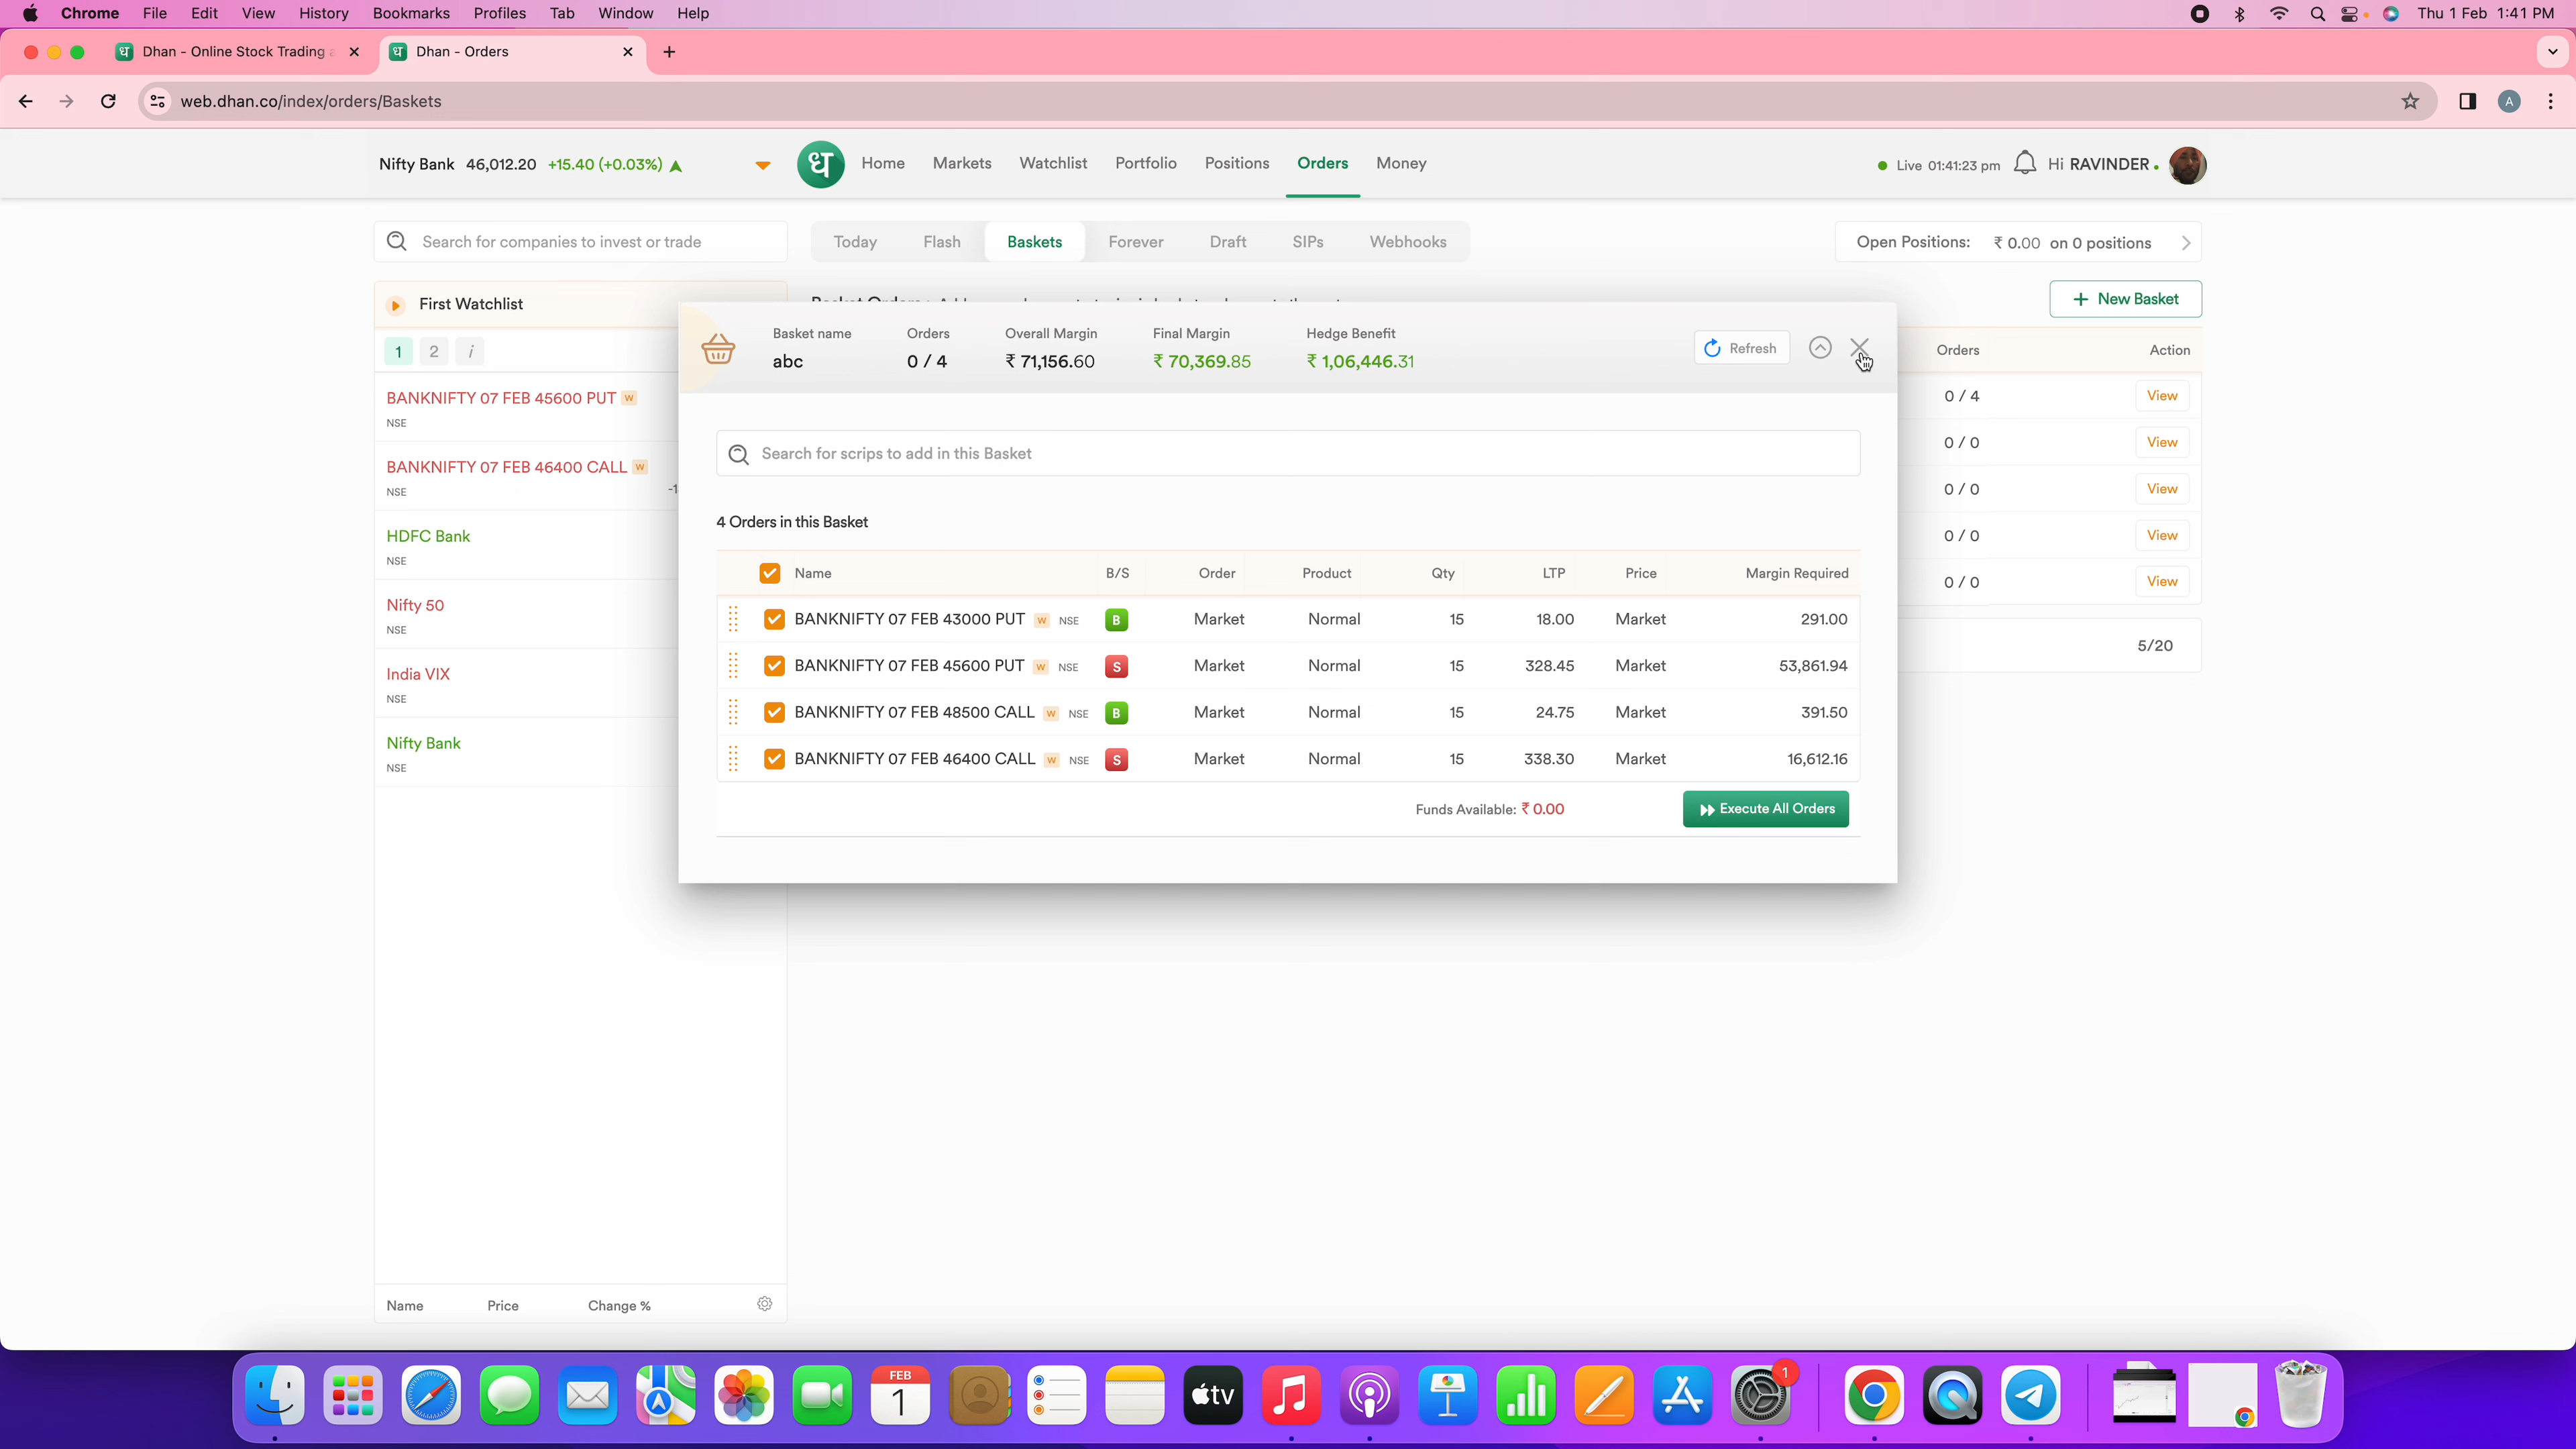 Chrome File Edit View History Bookmarks Profiles Tab Window Help Thu 1 Feb 1:41 PM
Dhan - Online Stock Trading Dhan - Orders
web.dhan.co/index/orders/Baskets A
Nifty Bank 46,012.20 +15.40 (+0.03%) ध Home Markets Watchlist Portfolio Positions Orders Money Live 01:41:23 pm Hi RAVINDER
Search for companies to invest or trade Today Flash Baskets Forever Draft SIPs Webhooks Open Positions: ₹ 0.00 on 0 positions
First Watchlist + New Basket
Basket name Orders Overall Margin Final Margin Hedge Benefit
abc 0 / 4 ₹ 71,156.60 ₹ 70,369.85 ₹ 1,06,446.31 Refresh
1 2 i Orders Action
BANKNIFTY 07 FEB 45600 PUT W 0 / 4 View
NSE
Search for scrips to add in this Basket 0 / 0 View
BANKNIFTY 07 FEB 46400 CALL W
NSE 0 / 0 View
4 Orders in this Basket
HDFC Bank 0 / 0 View
NSE
Name B/S Order Product Qty LTP Price Margin Required 0 / 0 View
Nifty 50 BANKNIFTY 07 FEB 43000 PUT W NSE B Market Normal 15 18.00 Market 291.00
NSE 5/20
India VIX BANKNIFTY 07 FEB 45600 PUT W NSE S Market Normal 15 328.45 Market 53,861.94
NSE BANKNIFTY 07 FEB 48500 CALL W NSE B Market Normal 15 24.75 Market 391.50
Nifty Bank BANKNIFTY 07 FEB 46400 CALL W NSE S Market Normal 15 338.30 Market 16,612.16
NSE
Funds Available: ₹ 0.00 Execute All Orders
Name Price Change %
FEB
1 tv 1